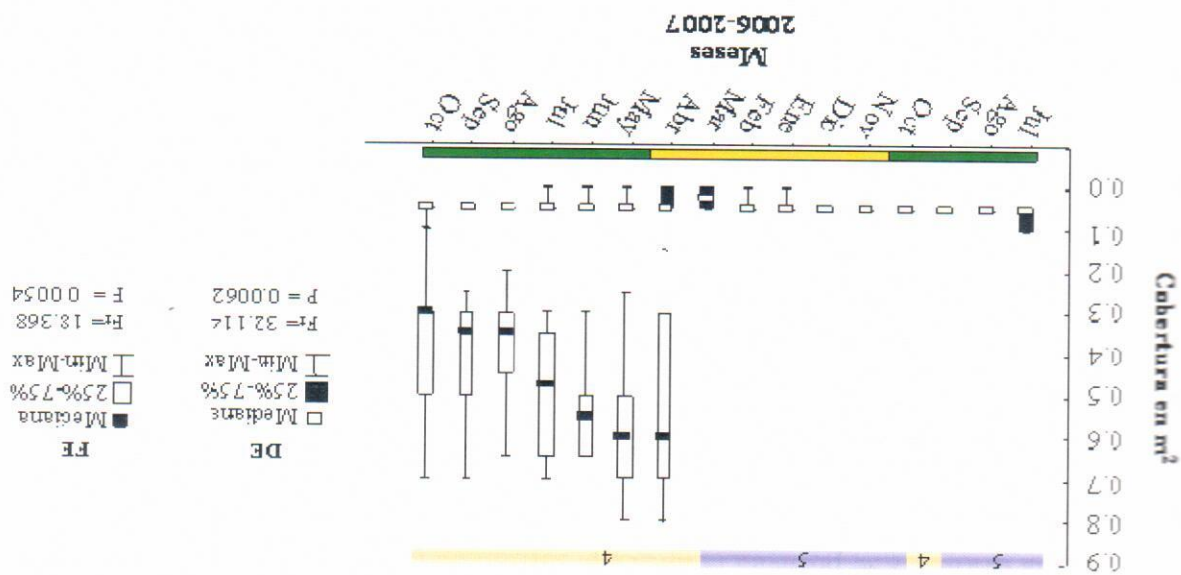 5 4 5 4
0.9
0.8
0.7
0.6
0.5
0.4
0.3
0.2
0.1
0.0
Cobertura en m²
Jul
Ago
Sep
Oct
Nov
Dic
Ene
Feb
Mar
Abr
May
Jun
Jul
Ago
Sep
Oct
Meses
2006-2007
DE
Mediana
25%-75%
Min-Max
Fr= 32.114
P = 0.0062
FE
Mediana
25%-75%
Min-Max
Fr= 18.368
F = 0.0054